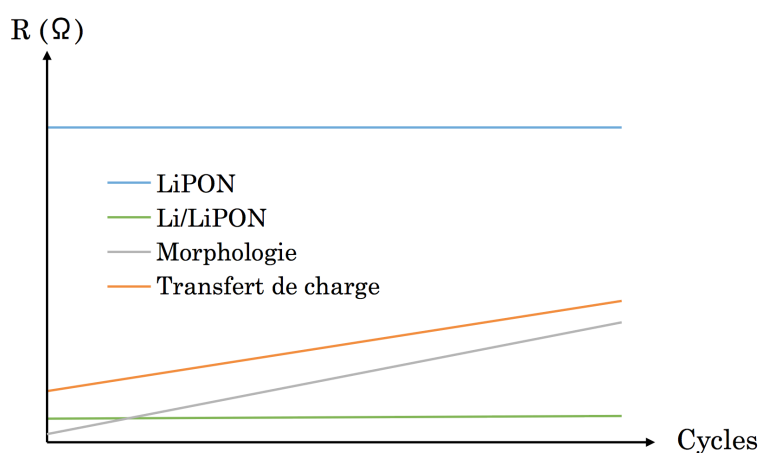 R (Ω)
LiPON
Li/LiPON
Morphologie
Transfert de charge
Cycles